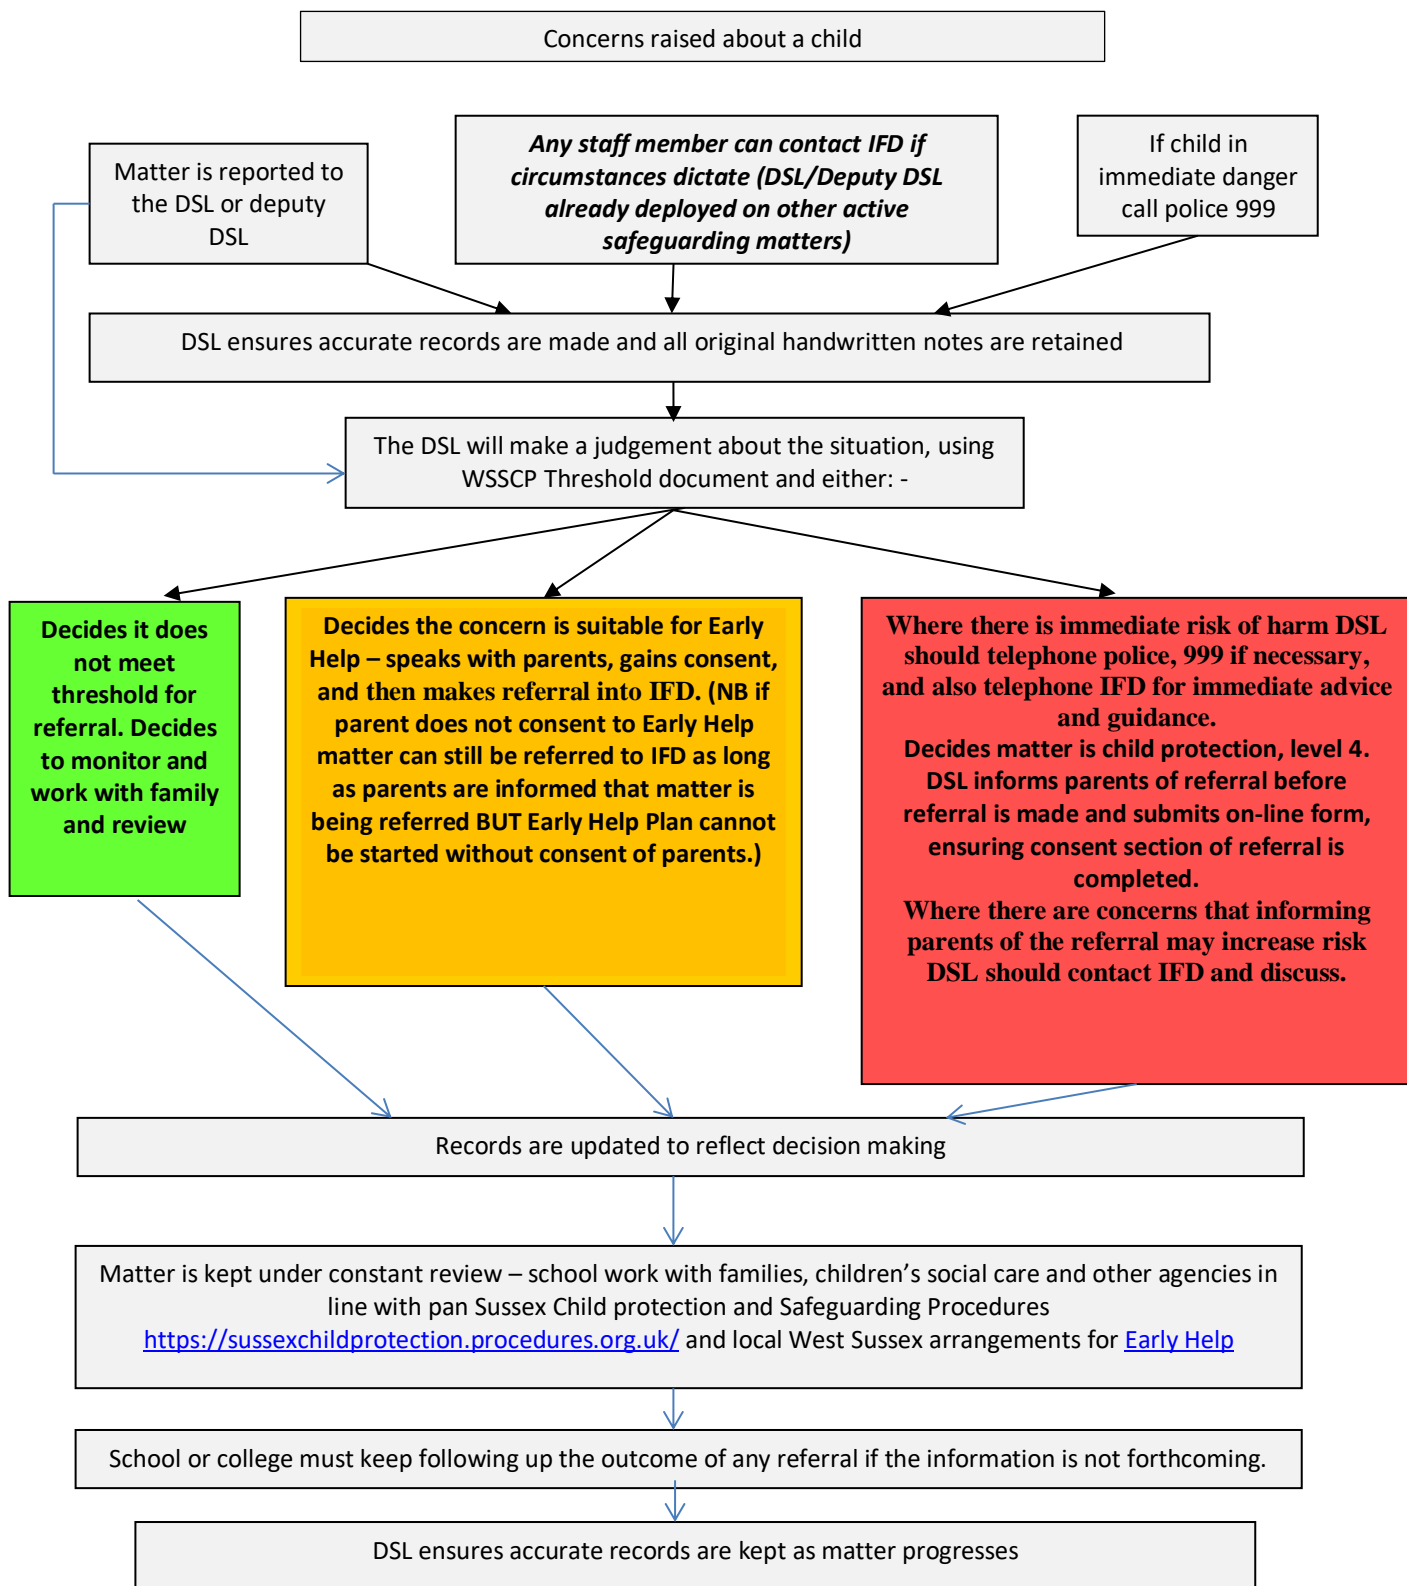 Concerns raised about a child
Matter is reported to
the DSL or deputy
DSL
Any staff member can contact IFD if
circumstances dictate (DSL/Deputy DSL
already deployed on other active
safeguarding matters)
If child in
immediate danger
call police 999
DSL ensures accurate records are made and all original handwritten notes are retained
The DSL will make a judgement about the situation, using
WSSCP Threshold document and either: -
Decides it does
not meet
threshold for
referral. Decides
to monitor and
work with family
and review
Decides the concern is suitable for Early
Help – speaks with parents, gains consent,
and then makes referral into IFD. (NB if
parent does not consent to Early Help
matter can still be referred to IFD as long
as parents are informed that matter is
being referred BUT Early Help Plan cannot
be started without consent of parents.)
Where there is immediate risk of harm DSL
should telephone police, 999 if necessary,
and also telephone IFD for immediate advice
and guidance.
Decides matter is child protection, level 4.
DSL informs parents of referral before
referral is made and submits on-line form,
ensuring consent section of referral is
completed.
Where there are concerns that informing
parents of the referral may increase risk
DSL should contact IFD and discuss.
Records are updated to reflect decision making
Matter is kept under constant review – school work with families, children’s social care and other agencies in
line with pan Sussex Child protection and Safeguarding Procedures
https://sussexchildprotection.procedures.org.uk/ and local West Sussex arrangements for Early Help
School or college must keep following up the outcome of any referral if the information is not forthcoming.
DSL ensures accurate records are kept as matter progresses